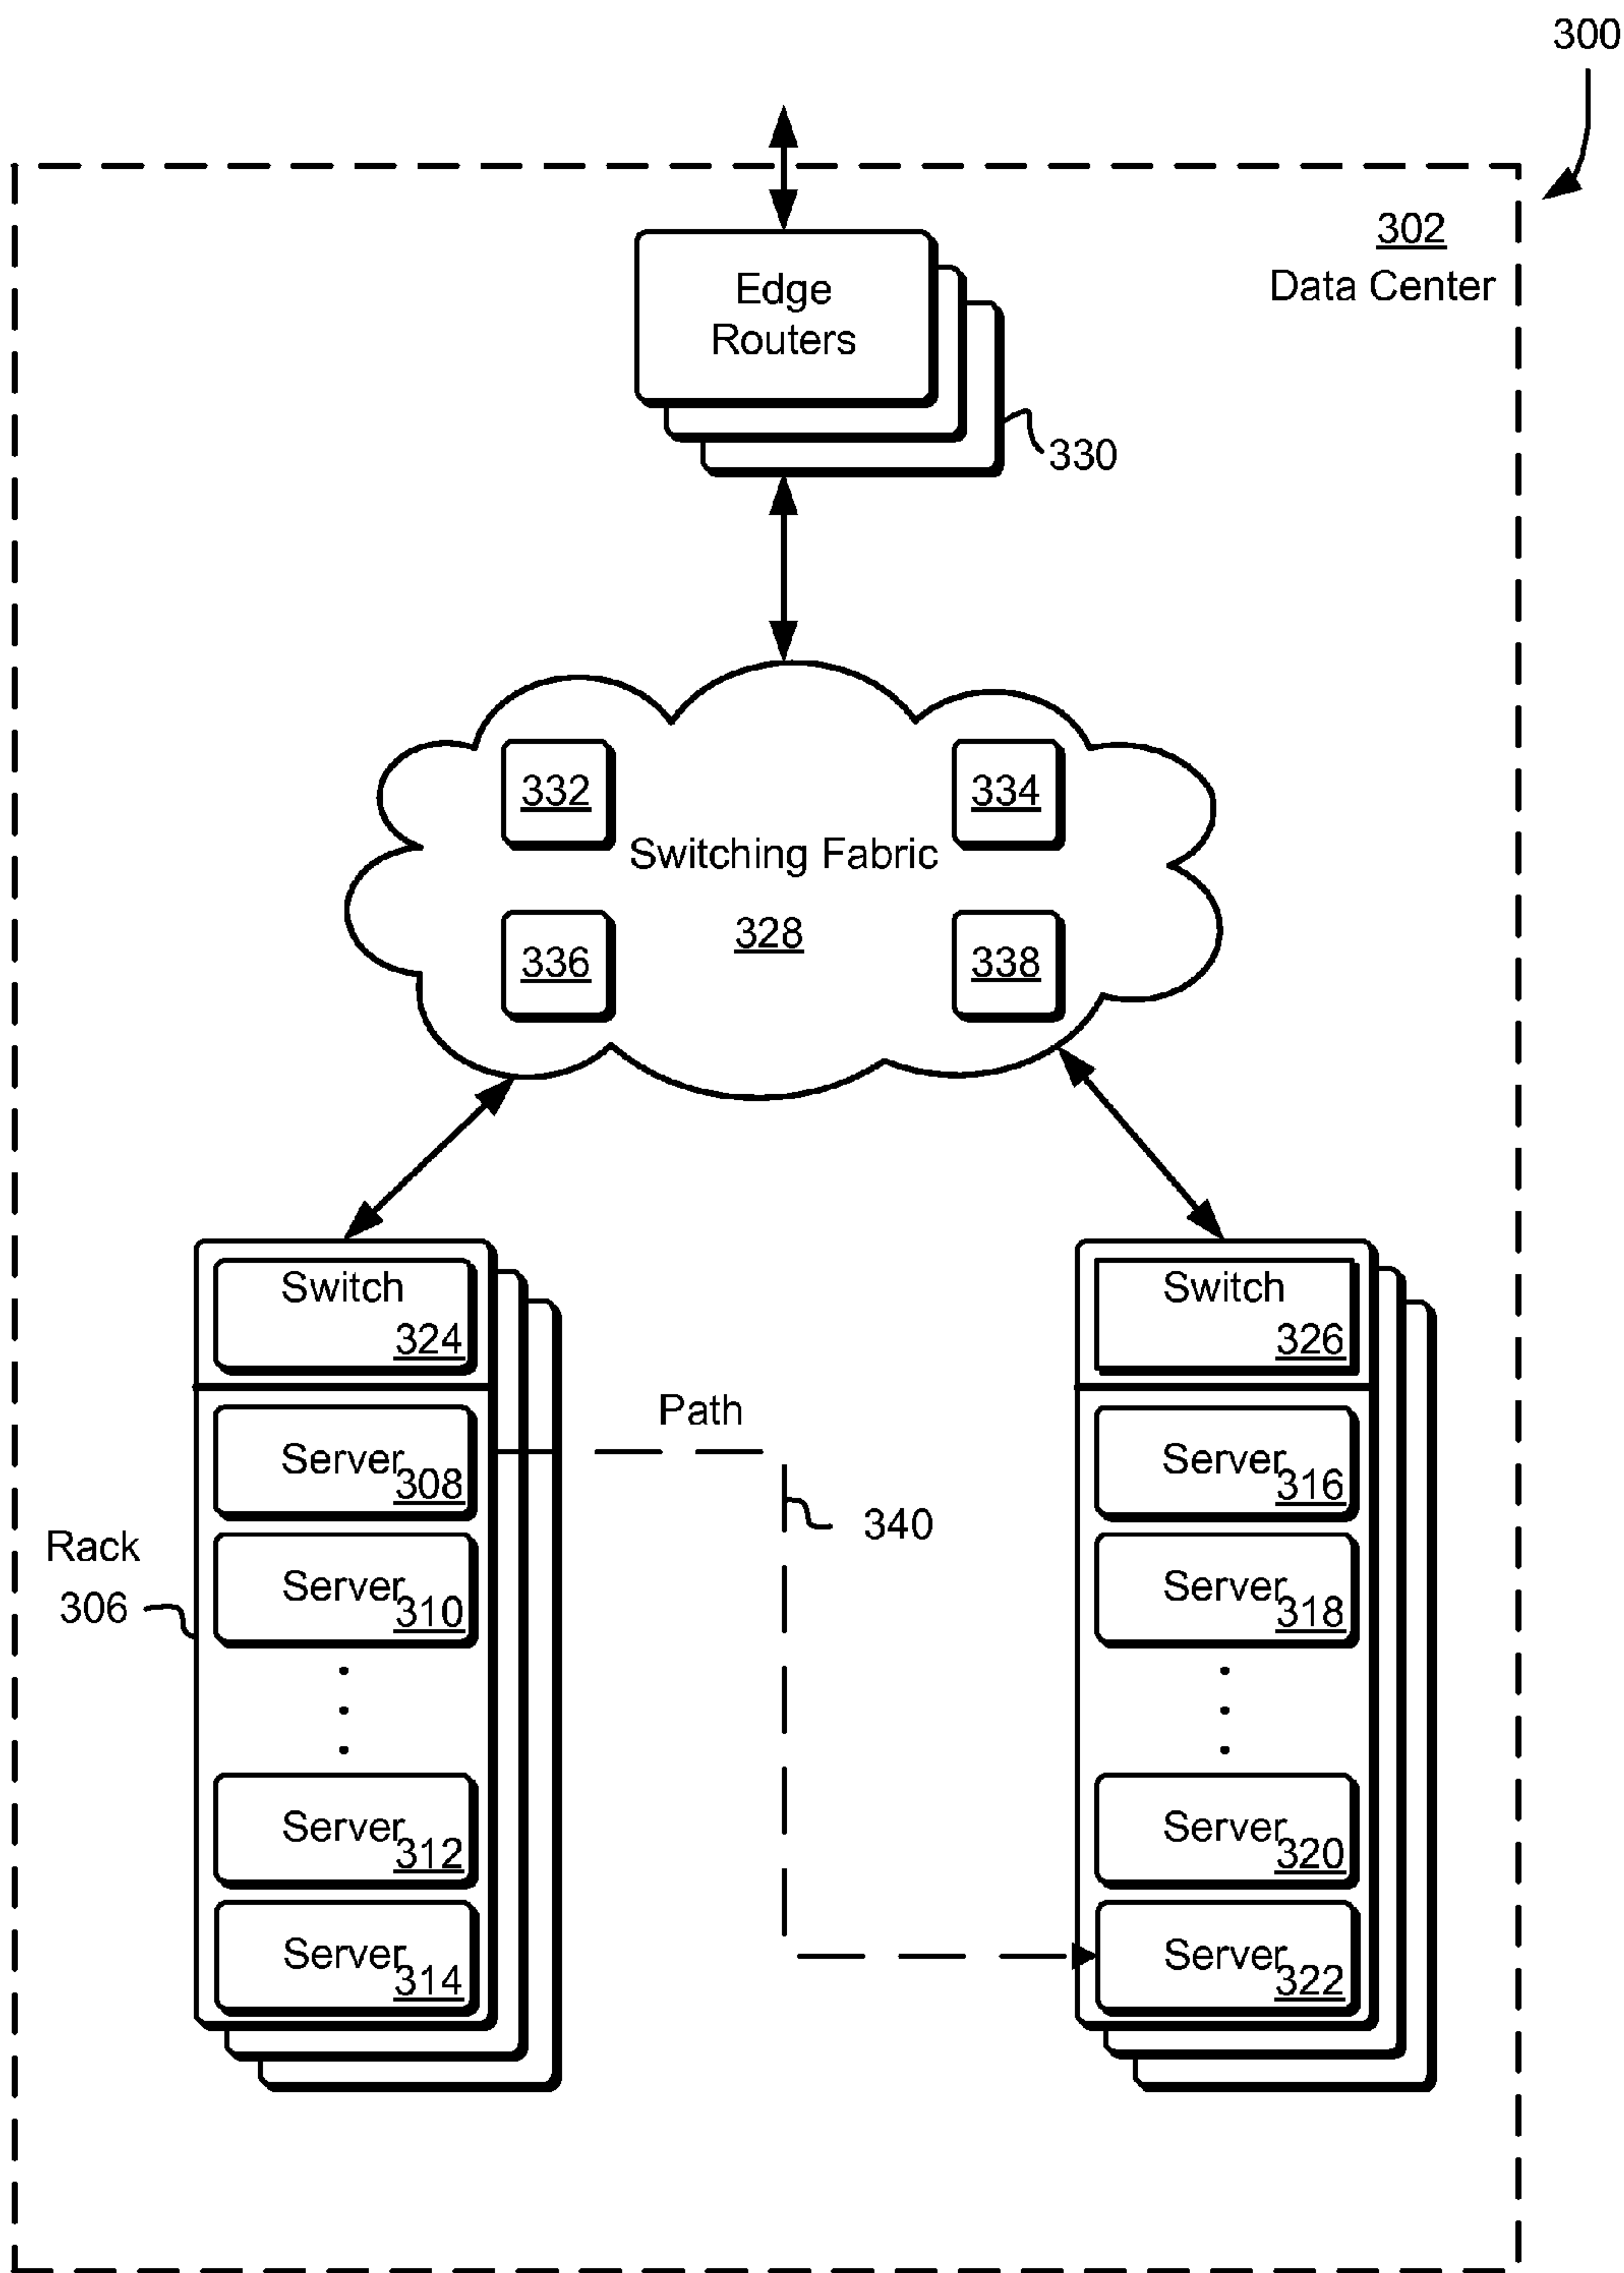 300
302
Data Center
Edge
Routers
330
332
334
Switching Fabric
328
336
338
Switch
324
Switch
326
Path
Server
308
Server
316
340
Rack
306
Server
310
Server
318
Server
312
Server
320
Server
314
Server
322